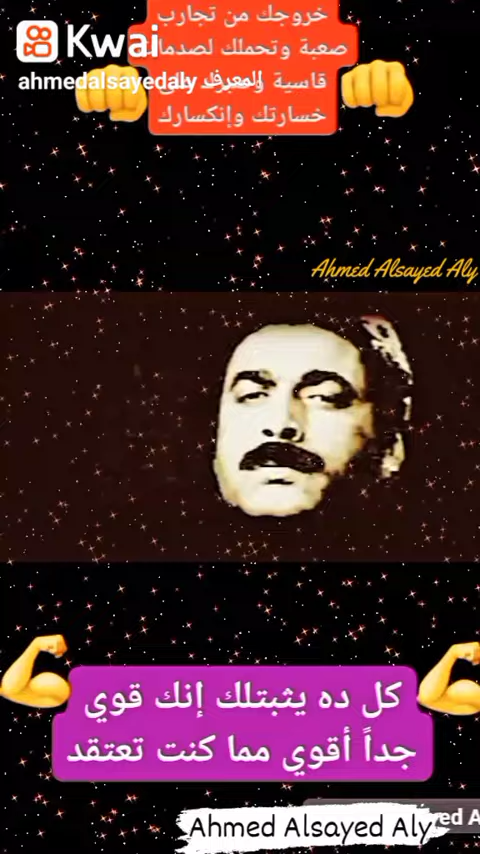 خروجك من تجارب
صعبة وتحملك لصدمات
قاسية
خسارتك وإنكسارك
Kwai
المعرف
ahmedalsayedaly
Ahmed Alsayed Aly
كل ده يثبتلك إنك قوي
جداً أقوي مما كنت تعتقد
Ahmed Alsayed Aly